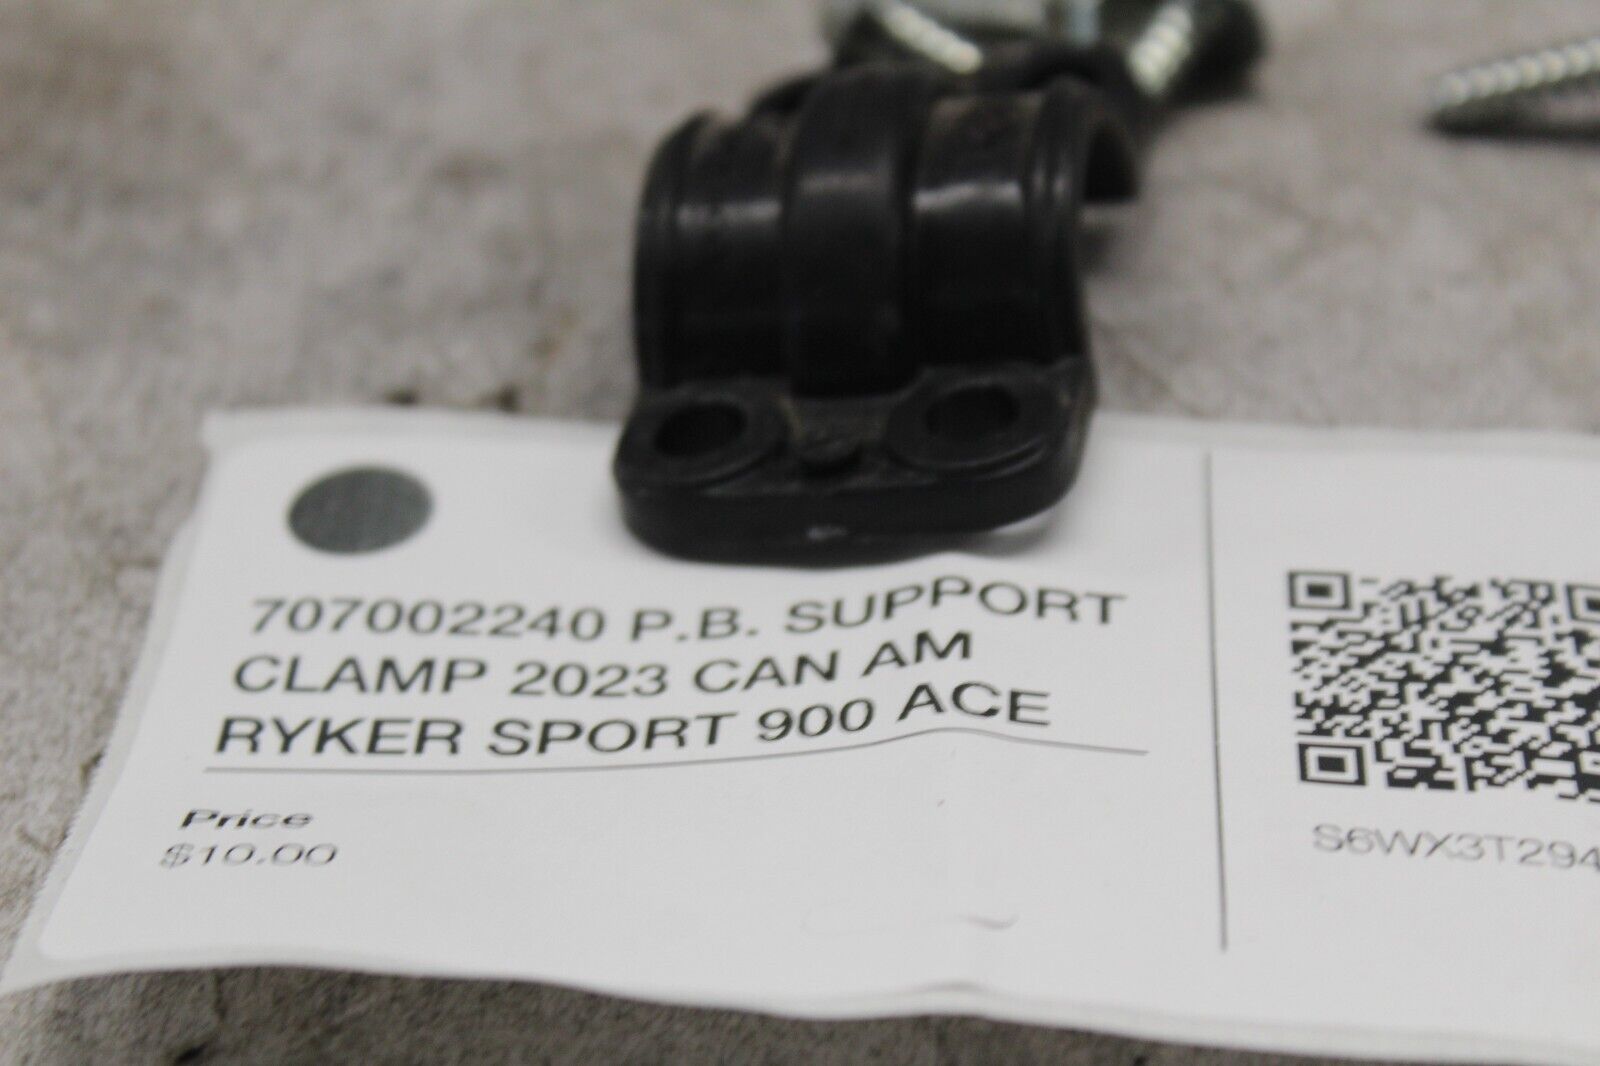 707002240 P.B. SUPPORT
CLAMP 2023 CAN AM
RYKER SPORT 900 ACE
Price
$10.00
S6WX3T294